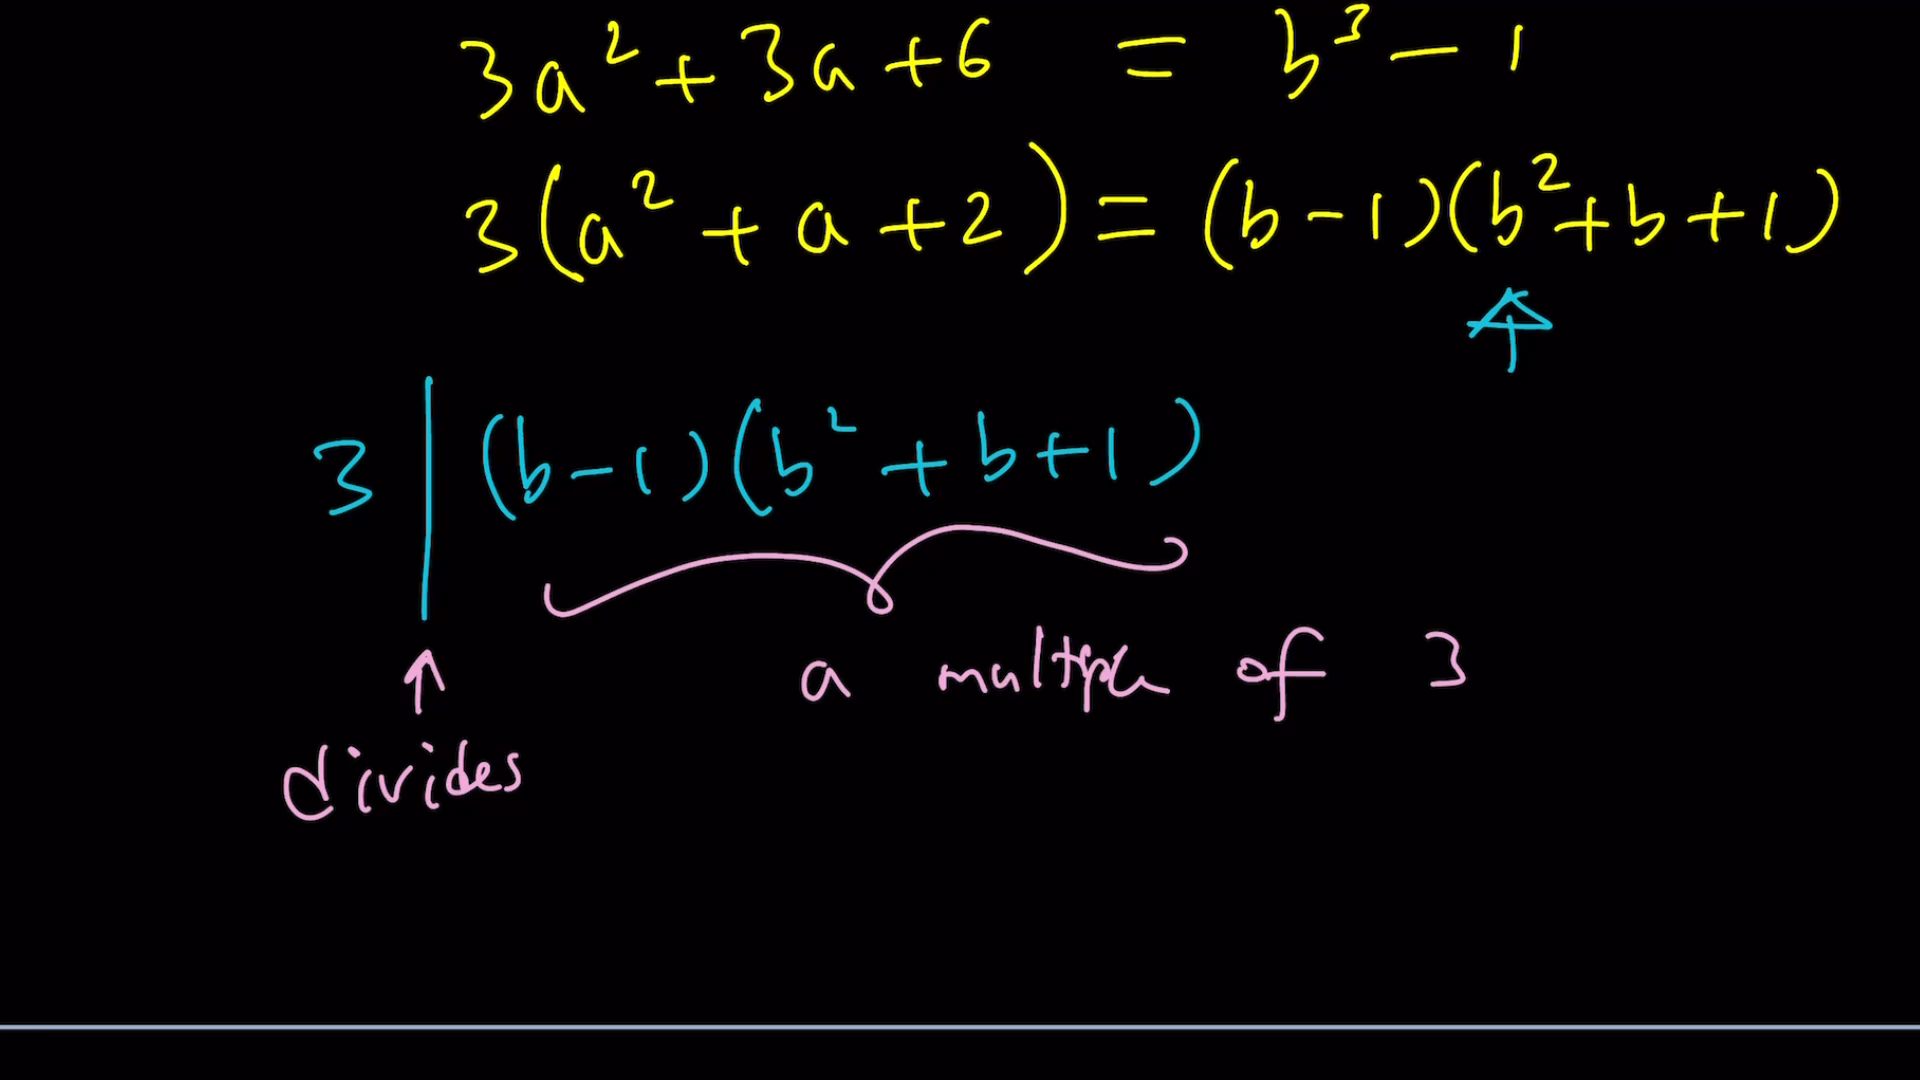 3a² + 3a + 6 = b³ − 1
3(a² + a + 2) = (b − 1)(b² + b + 1)
3 | (b − 1)(b² + b + 1)
a multiple of 3
divides